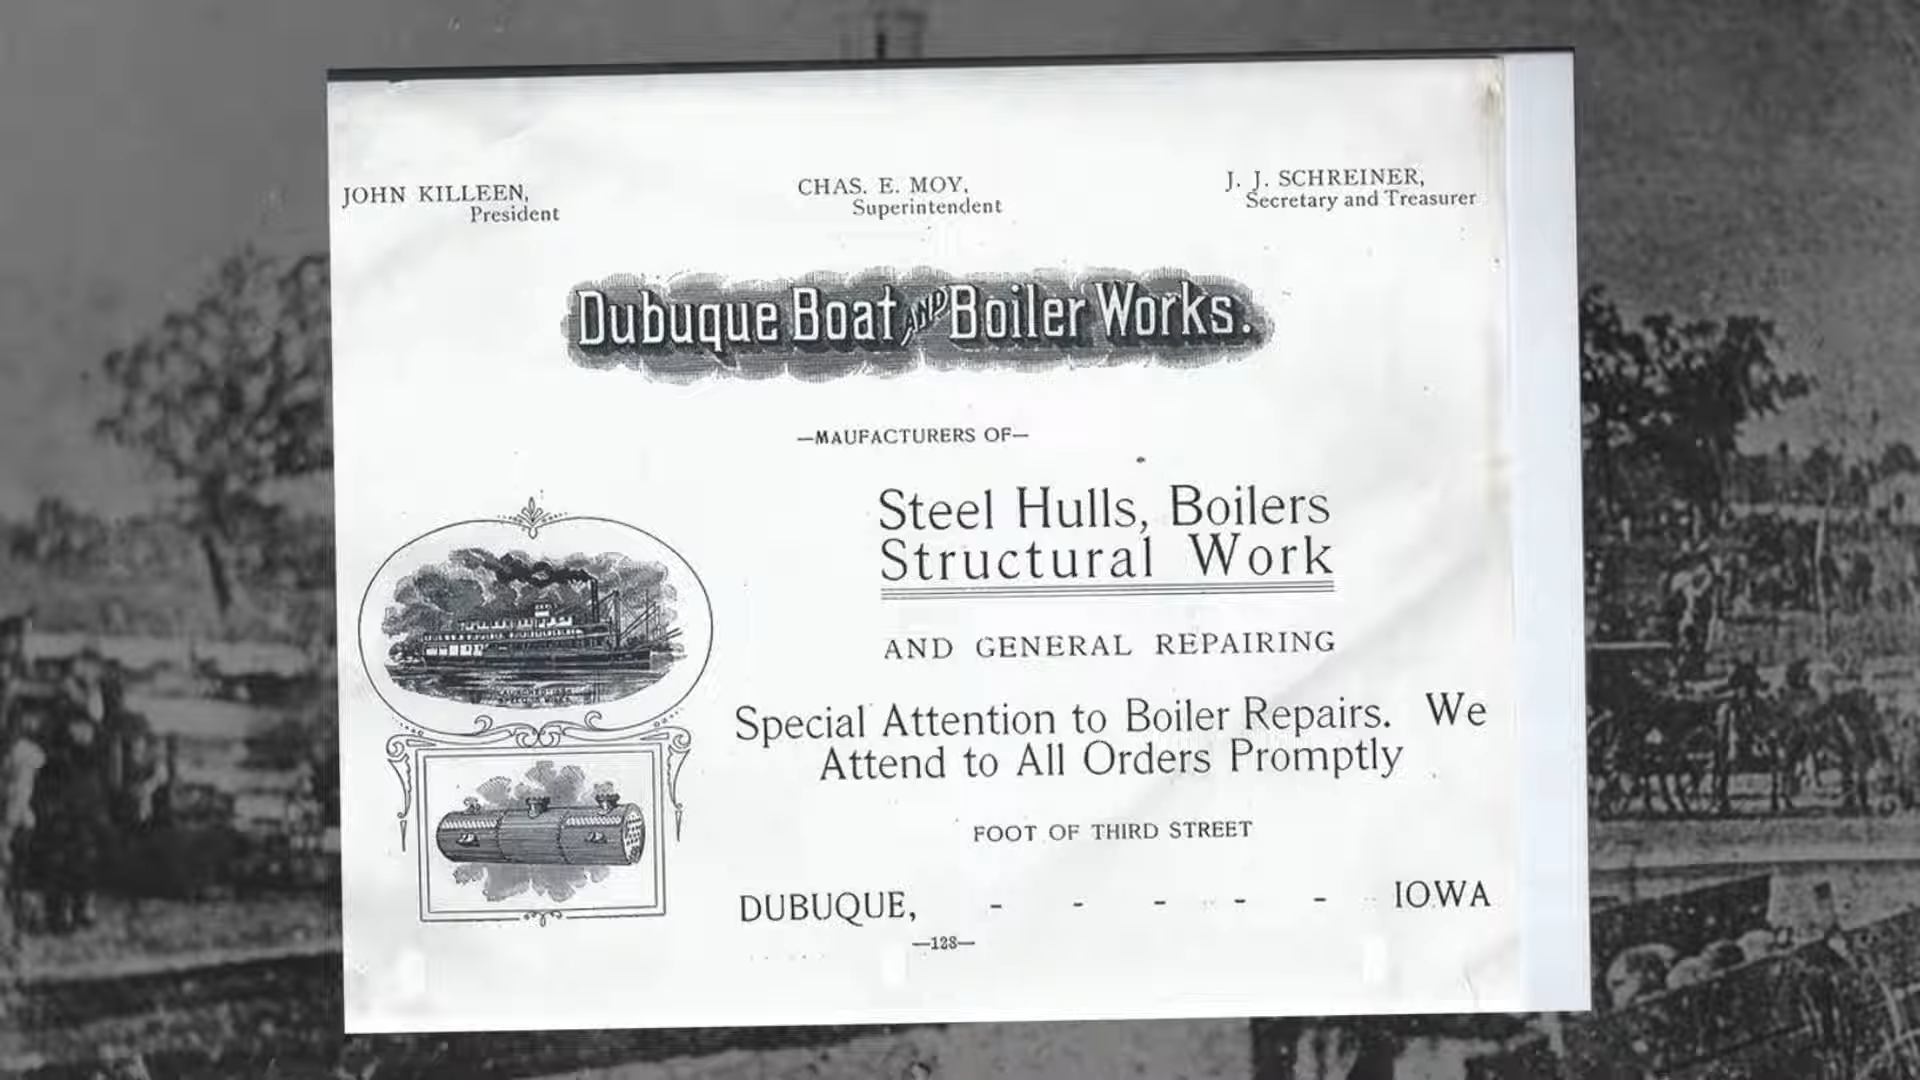 JOHN KILLEEN,
President
CHAS. E. MOY,
Superintendent
J. J. SCHREINER,
Secretary and Treasurer
Dubuque Boat AND Boiler Works.
—MAUFACTURERS OF—
Steel Hulls, Boilers
Structural Work
AND GENERAL REPAIRING
Special Attention to Boiler Repairs. We
Attend to All Orders Promptly
FOOT OF THIRD STREET
DUBUQUE, - - - - - IOWA
—128—